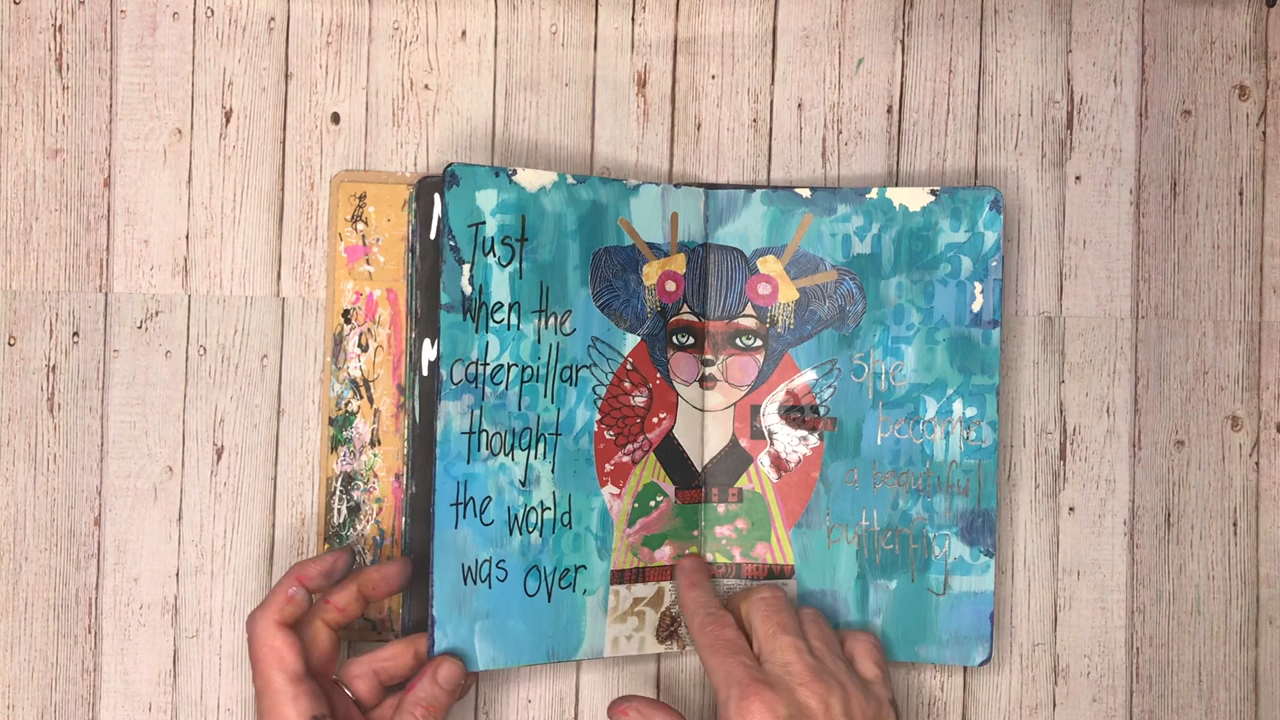 Just
when the
caterpillar
thought
the world
was over,
she
became
a beautiful
butterfly.